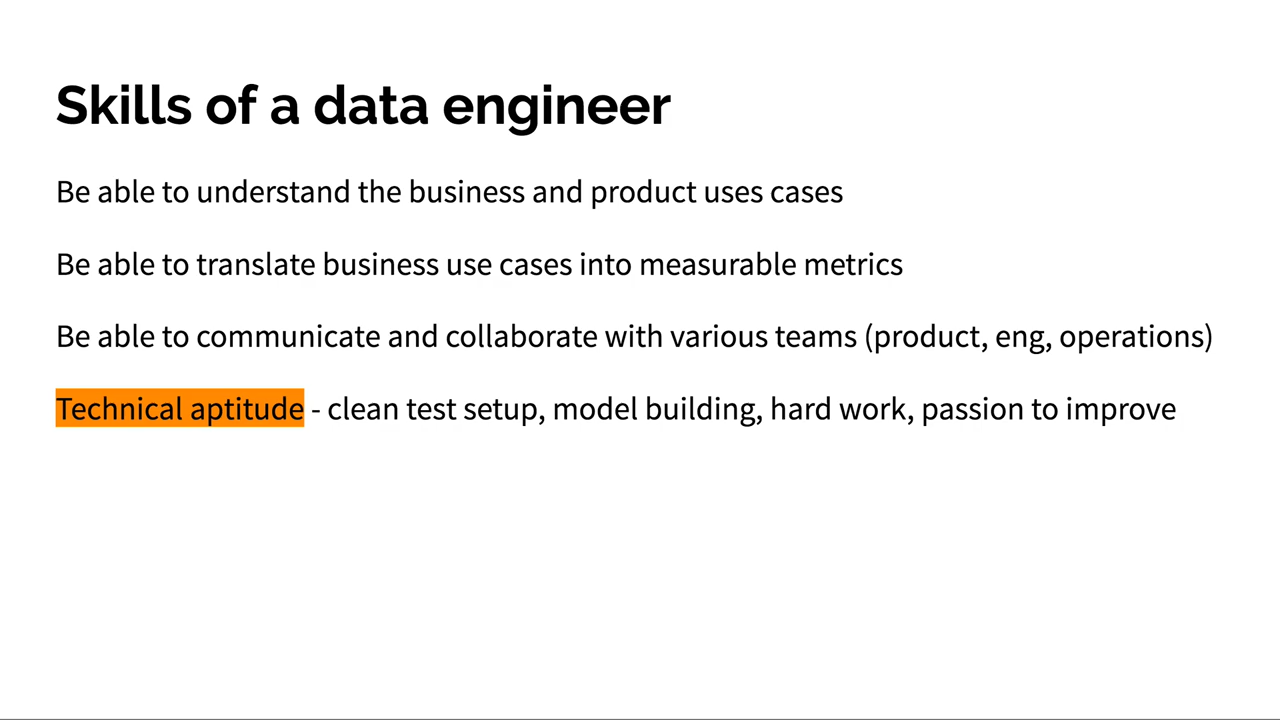 Skills of a data engineer
Be able to understand the business and product uses cases
Be able to translate business use cases into measurable metrics
Be able to communicate and collaborate with various teams (product, eng, operations)
Technical aptitude - clean test setup, model building, hard work, passion to improve